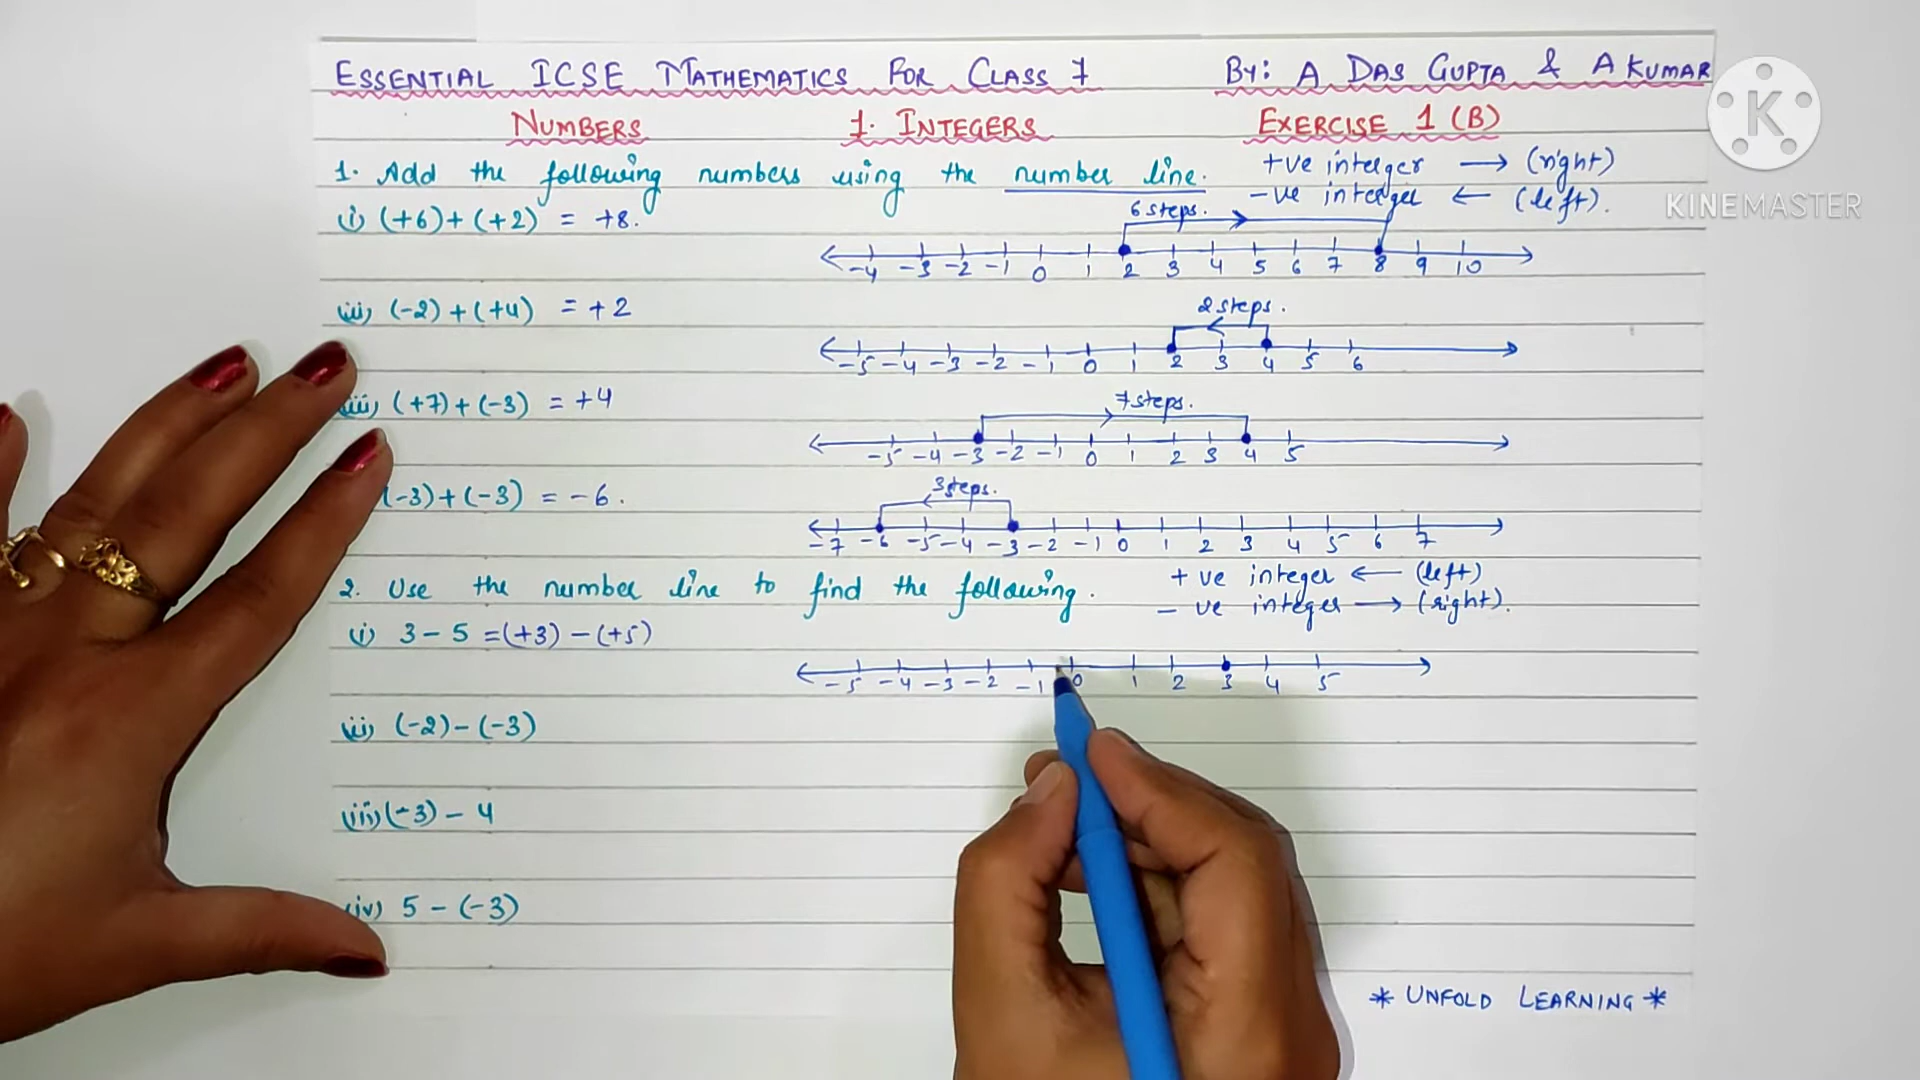 ESSENTIAL ICSE MATHEMATICS FOR CLASS 7 BY: A DAS GUPTA & A KUMAR
NUMBERS 1. INTEGERS EXERCISE 1 (B)
1. Add the following numbers using the number line. +ve interger → (right)
-ve integer ← (left).
(i) (+6)+(+2) = +8.
6 steps.
-4 -3 -2 -1 0 1 2 3 4 5 6 7 8 9 10
(ii) (-2)+(+4) = +2
2 steps.
-5 -4 -3 -2 -1 0 1 2 3 4 5 6
(iii) (+7)+(-3) = +4
7 steps.
-5 -4 -3 -2 -1 0 1 2 3 4 5
(-3)+(-3) = -6.
3 steps.
-7 -6 -5 -4 -3 -2 -1 0 1 2 3 4 5 6 7
2. Use the number line to find the following. +ve integer ← (left)
-ve integer → (right).
(i) 3 - 5 = (+3) - (+5)
-5 -4 -3 -2 -1 0 1 2 3 4 5
(ii) (-2) - (-3)
(iii) (-3) - 4
(iv) 5 - (-3)
* UNFOLD LEARNING *
K
KINEMASTER